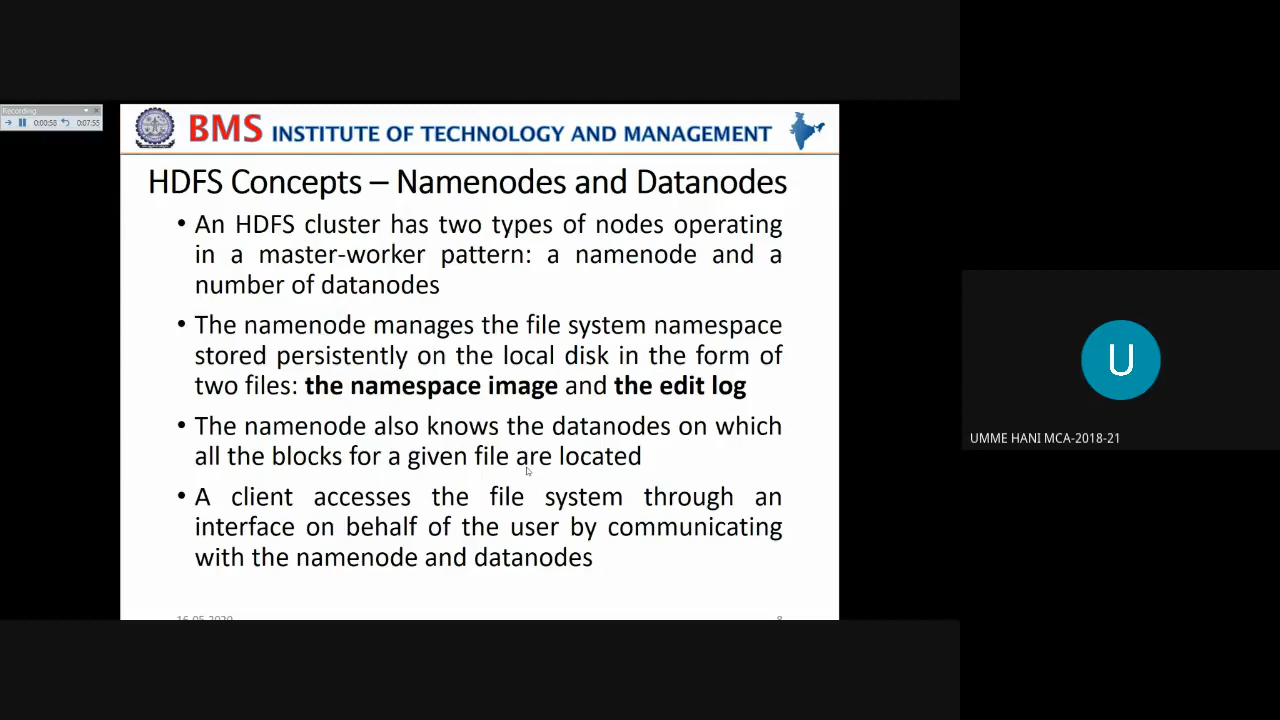 Recording
0:00:58 0:07:55
BMS INSTITUTE OF TECHNOLOGY AND MANAGEMENT
HDFS Concepts – Namenodes and Datanodes
• An HDFS cluster has two types of nodes operating
in a master-worker pattern: a namenode and a
number of datanodes
• The namenode manages the file system namespace
stored persistently on the local disk in the form of
two files: the namespace image and the edit log
• The namenode also knows the datanodes on which
all the blocks for a given file are located
• A client accesses the file system through an
interface on behalf of the user by communicating
with the namenode and datanodes
16.05.2020 8
U
UMME HANI MCA-2018-21